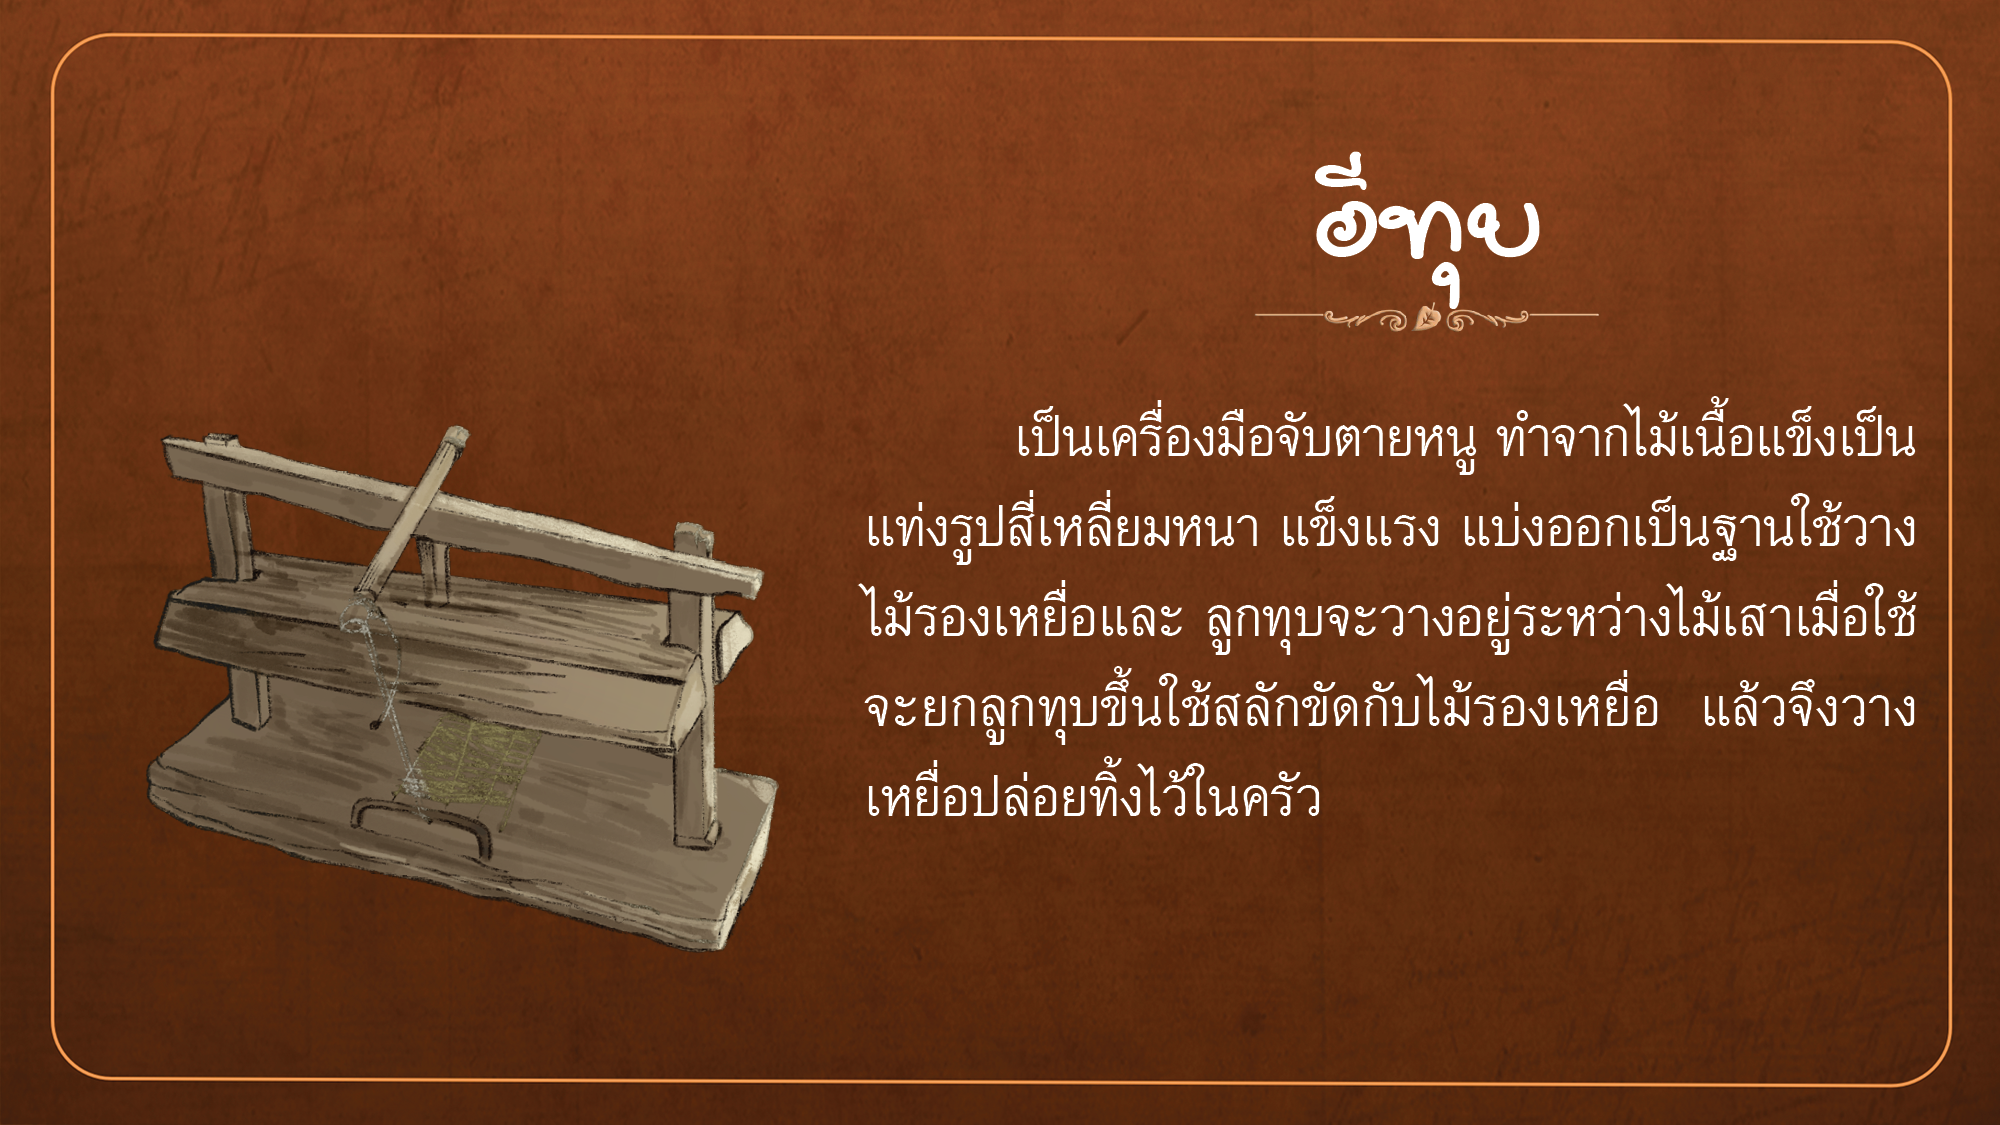 อีทุย
เป็นเครื่องมือจับตายหนู ทำจากไม้เนื้อแข็งเป็น
แท่งรูปสี่เหลี่ยมหนา แข็งแรง แบ่งออกเป็นฐานใช้วาง
ไม้รองเหยื่อและ ลูกทุบจะวางอยู่ระหว่างไม้เสาเมื่อใช้
จะยกลูกทุบขึ้นใช้สลักขัดกับไม้รองเหยื่อ แล้วจึงวาง
เหยื่อปล่อยทิ้งไว้ในครัว